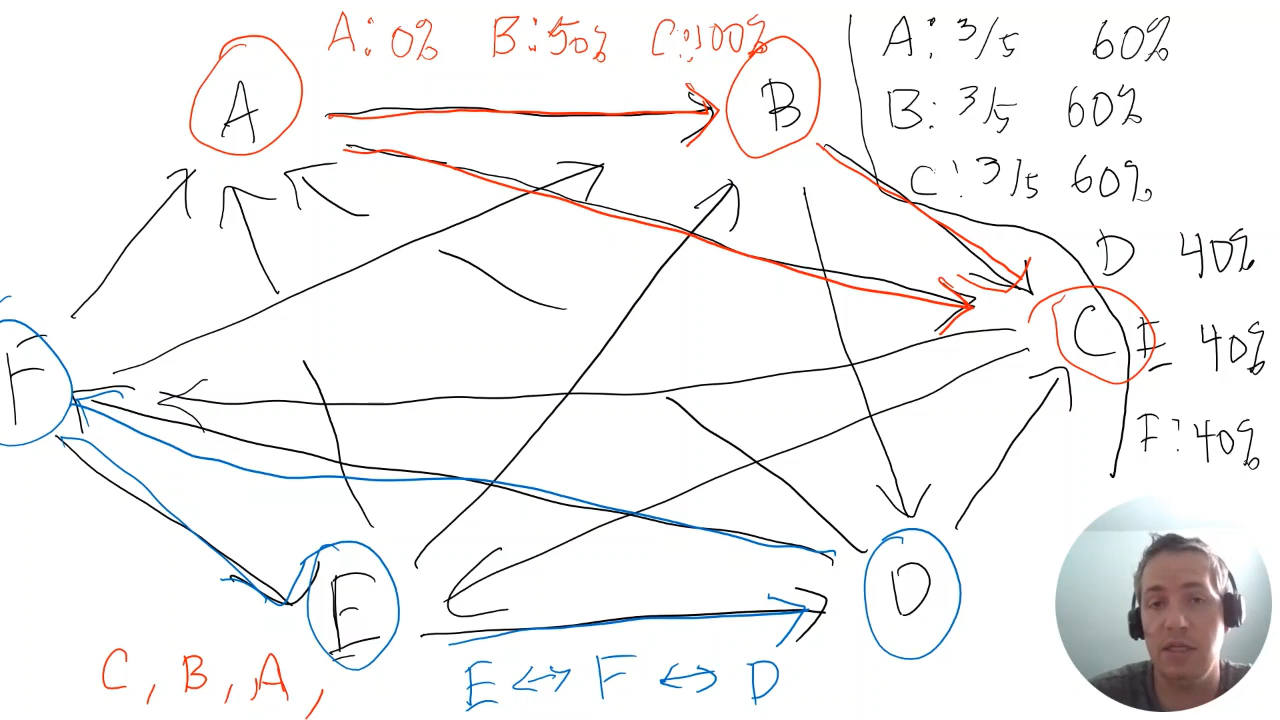 A: 0% B: 50% C: 100%
A: 3/5 60%
B: 3/5 60%
C: 3/5 60%
D 40%
E 40%
F: 40%
A
B
C
F
E
D
C, B, A,
E ↔ F ↔ D